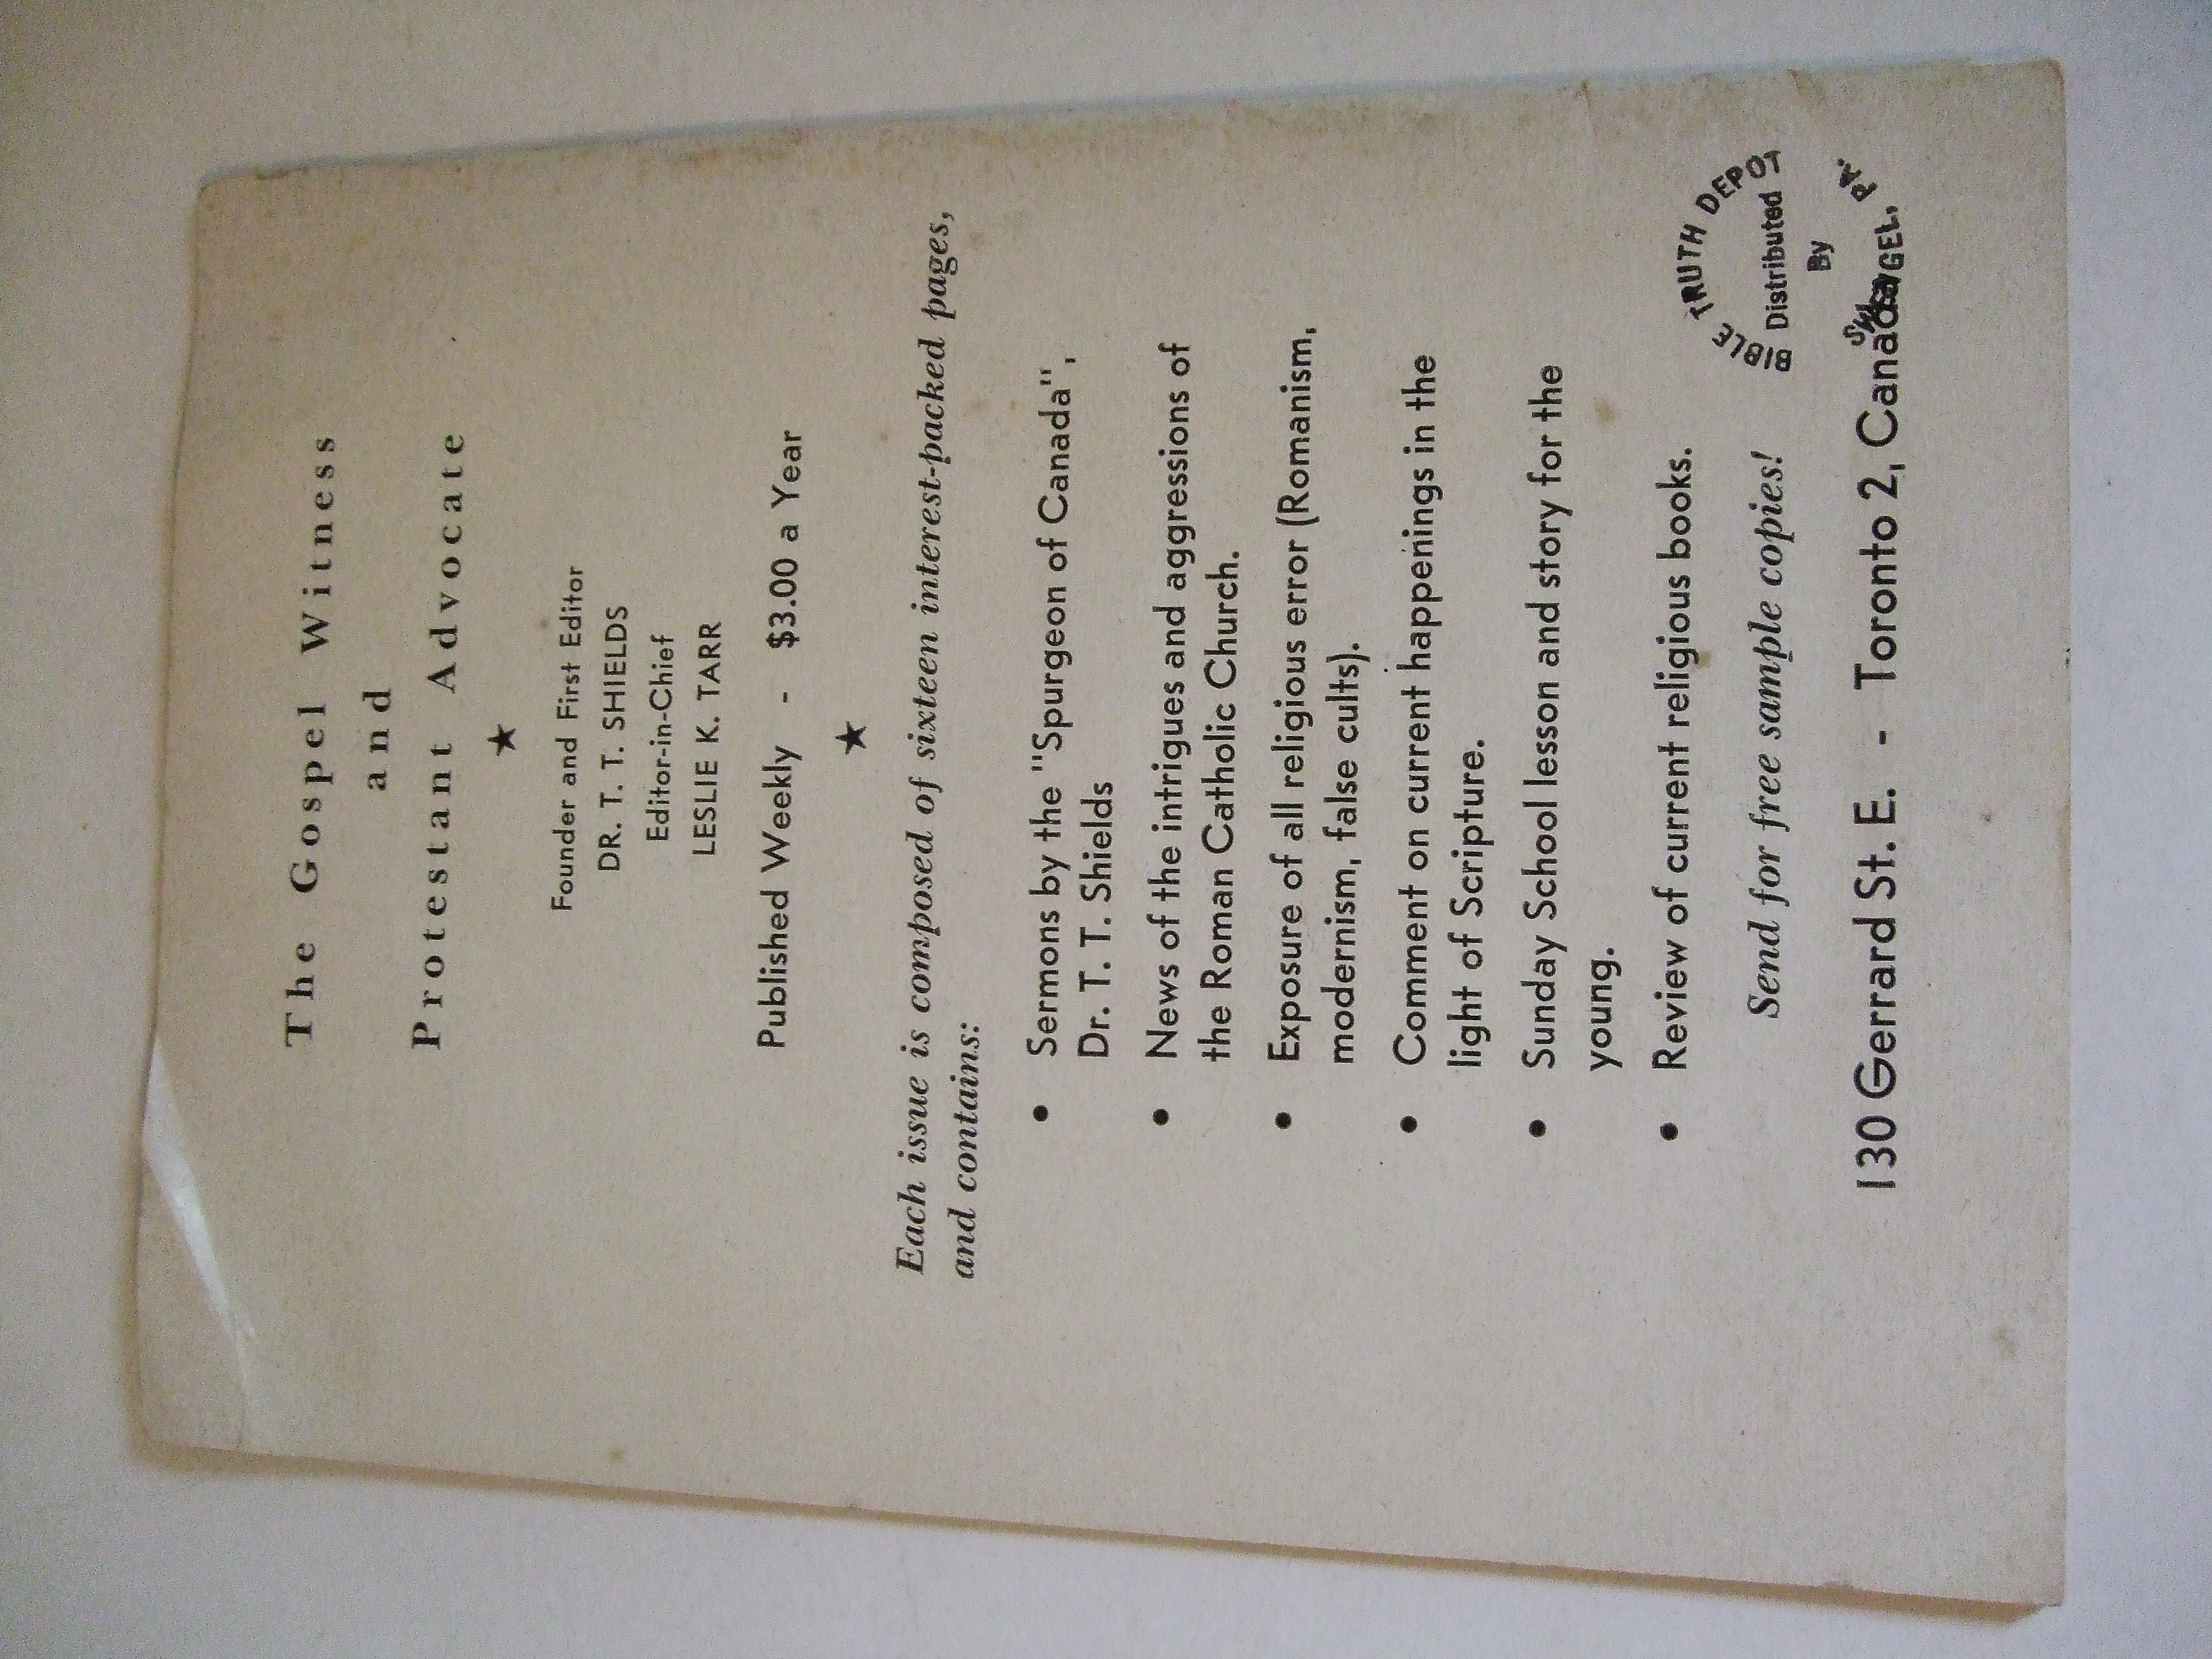 The Gospel Witness
and
Protestant Advocate
★
Founder and First Editor
DR. T. T. SHIELDS
Editor-in-Chief
LESLIE K. TARR
Published Weekly - $3.00 a Year
★
Each issue is composed of sixteen interest-packed pages,
and contains:
• Sermons by the "Spurgeon of Canada",
Dr. T. T. Shields
• News of the intrigues and aggressions of
the Roman Catholic Church.
• Exposure of all religious error (Romanism,
modernism, false cults).
• Comment on current happenings in the
light of Scripture.
• Sunday School lesson and story for the
young.
• Review of current religious books.
Send for free sample copies!
130 Gerrard St. E. - Toronto 2, Canada
BIBLE TRUTH DEPOT
Distributed
By
PA.